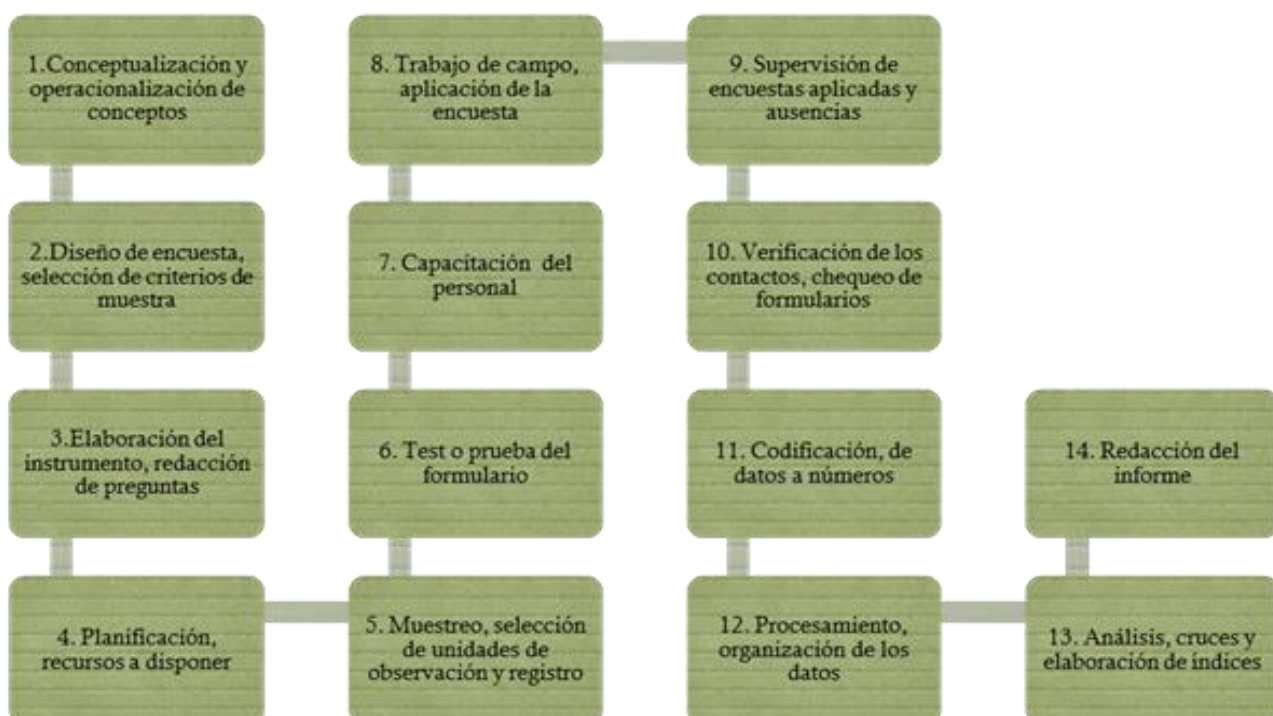 1.Conceptualización y
operacionalización de
conceptos
2.Diseño de encuesta,
selección de criterios de
muestra
3.Elaboración del
instrumento, redacción
de preguntas
4. Planificación,
recursos a disponer
5. Muestreo, selección
de unidades de
observación y registro
6. Test o prueba del
formulario
7. Capacitación del
personal
8. Trabajo de campo,
aplicación de la
encuesta
9. Supervisión de
encuestas aplicadas y
ausencias
10. Verificación de los
contactos, chequeo de
formularios
11. Codificación, de
datos a números
12. Procesamiento,
organización de los
datos
13. Análisis, cruces y
elaboración de índices
14. Redacción del
informe